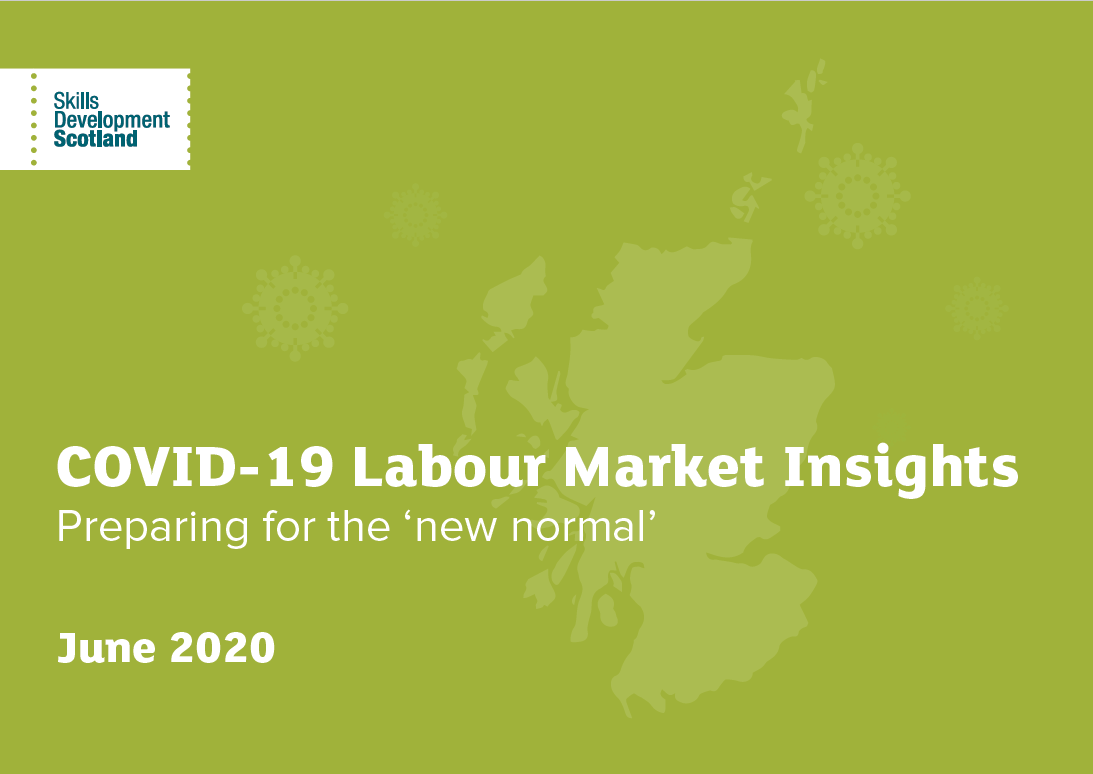 Skills
Development
Scotland
COVID-19 Labour Market Insights
Preparing for the ‘new normal’
June 2020